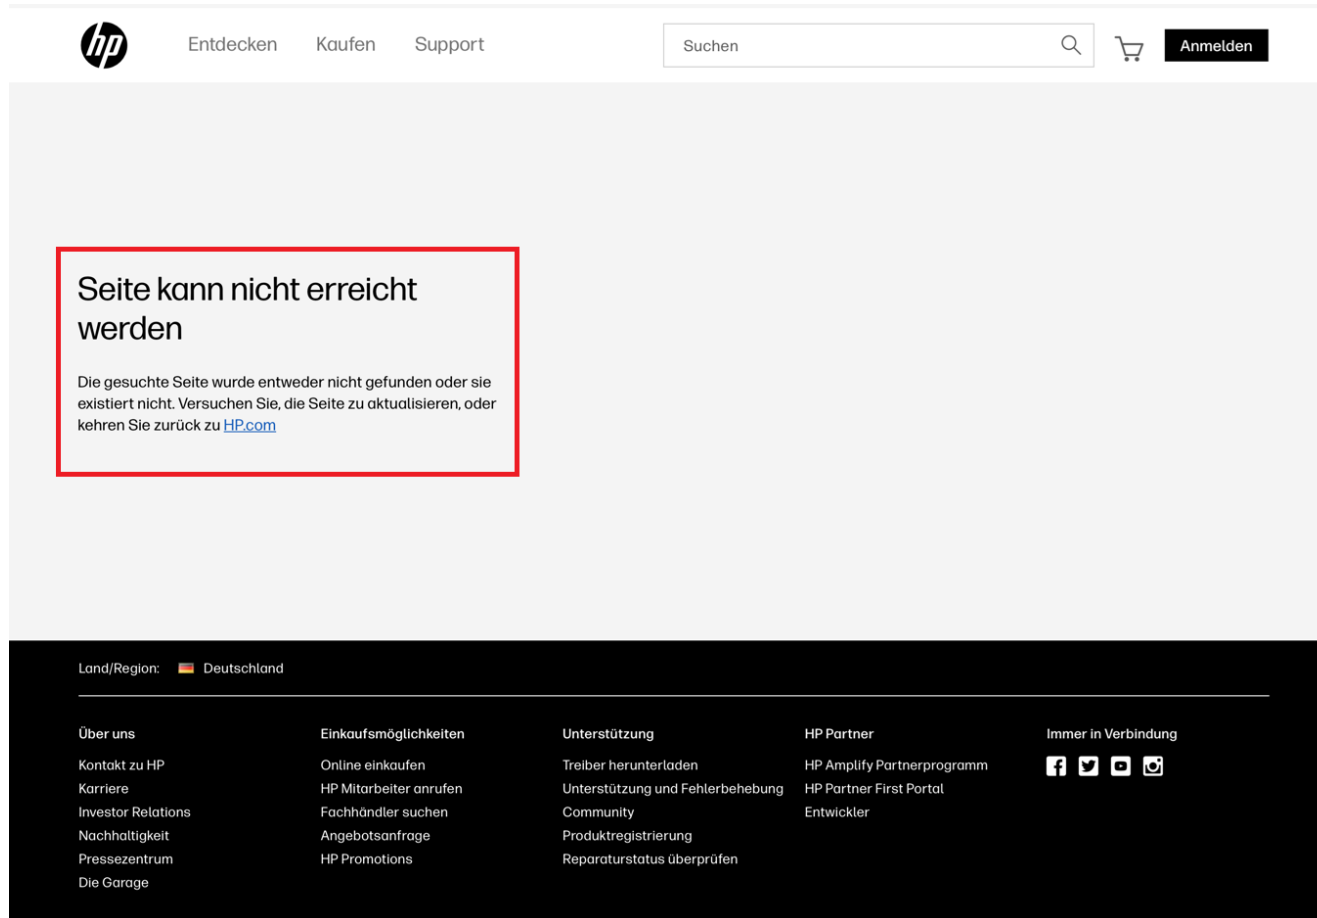 hp Entdecken Kaufen Support Suchen Anmelden
Seite kann nicht erreicht
werden
Die gesuchte Seite wurde entweder nicht gefunden oder sie
existiert nicht. Versuchen Sie, die Seite zu aktualisieren, oder
kehren Sie zurück zu HP.com
Land/Region: Deutschland
Über uns
Kontakt zu HP
Karriere
Investor Relations
Nachhaltigkeit
Pressezentrum
Die Garage
Einkaufsmöglichkeiten
Online einkaufen
HP Mitarbeiter anrufen
Fachhändler suchen
Angebotsanfrage
HP Promotions
Unterstützung
Treiber herunterladen
Unterstützung und Fehlerbehebung
Community
Produktregistrierung
Reparaturstatus überprüfen
HP Partner
HP Amplify Partnerprogramm
HP Partner First Portal
Entwickler
Immer in Verbindung